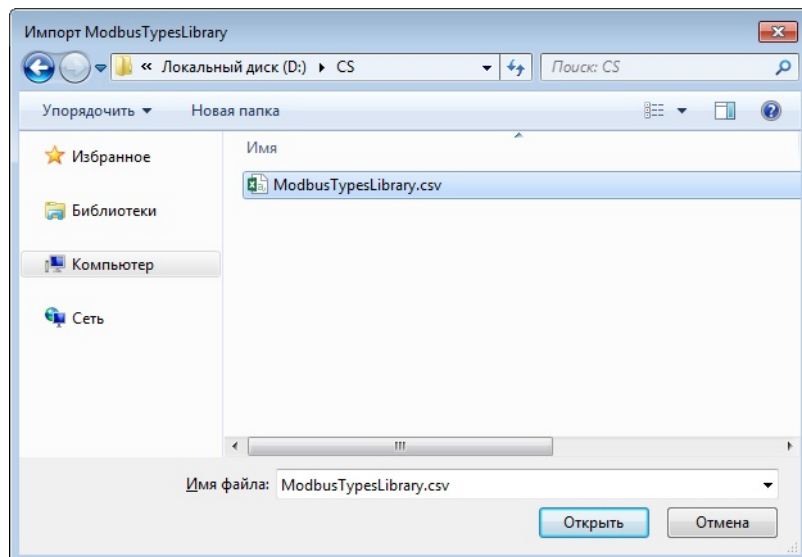 Импорт ModbusTypesLibrary
« Локальный диск (D:) CS
Поиск: CS
Упорядочить Новая папка
Избранное
Библиотеки
Компьютер
Сеть
Имя
ModbusTypesLibrary.csv
Имя файла: ModbusTypesLibrary.csv
Открыть Отмена